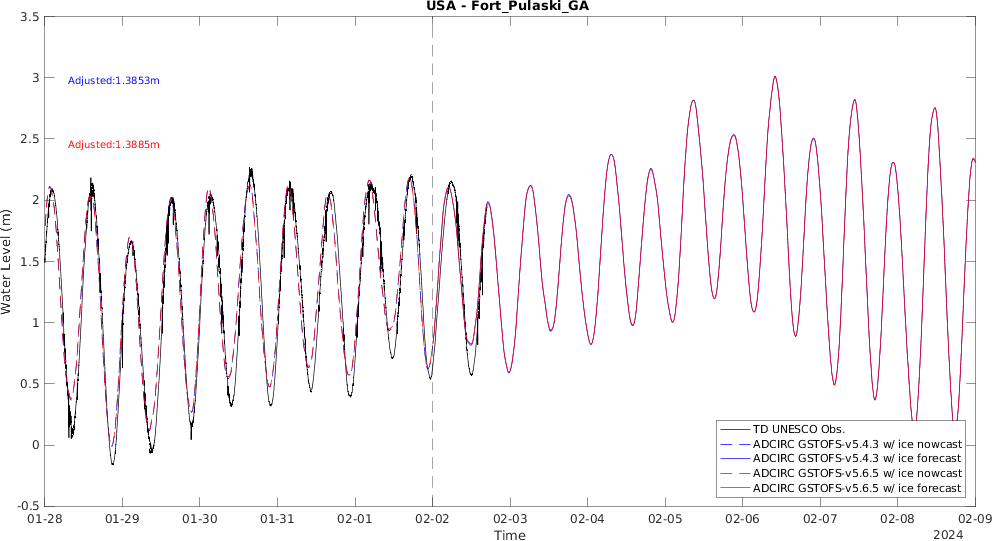 USA - Fort_Pulaski_GA
3.5
3
2.5
2
1.5
1
0.5
0
-0.5
Water Level (m)
Adjusted:1.3853m
Adjusted:1.3885m
TD UNESCO Obs.
ADCIRC GSTOFS-v5.4.3 w/ ice nowcast
ADCIRC GSTOFS-v5.4.3 w/ ice forecast
ADCIRC GSTOFS-v5.6.5 w/ ice nowcast
ADCIRC GSTOFS-v5.6.5 w/ ice forecast
01-28 01-29 01-30 01-31 02-01 02-02 02-03 02-04 02-05 02-06 02-07 02-08 02-09
Time
2024